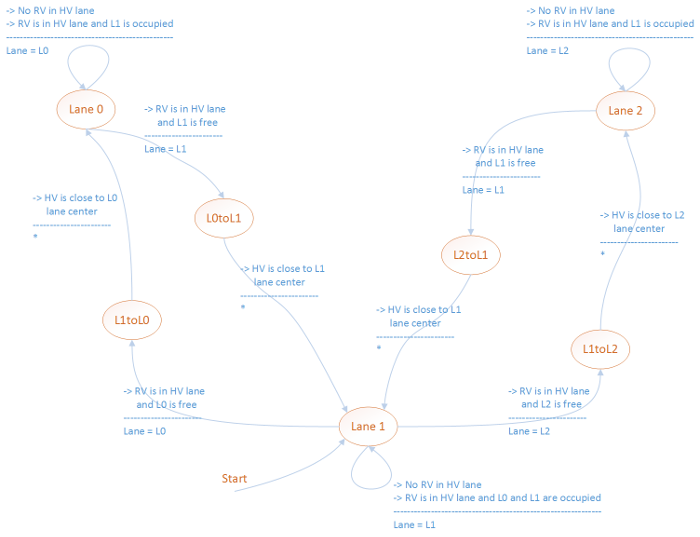 -> No RV in HV lane
-> RV is in HV lane and L1 is occupied
------------------------------------------------
Lane = L0
-> No RV in HV lane
-> RV is in HV lane and L1 is occupied
------------------------------------------------
Lane = L2
Lane 0
-> RV is in HV lane
and L1 is free
-----------------------
Lane = L1
Lane 2
-> RV is in HV lane
and L1 is free
-----------------------
Lane = L1
-> HV is close to L0
lane center
-----------------------
*
L0toL1
-> HV is close to L2
lane center
-----------------------
*
L2toL1
-> HV is close to L1
lane center
-----------------------
*
-> HV is close to L1
lane center
-----------------------
*
L1toL0
L1toL2
-> RV is in HV lane
and L0 is free
-----------------------
Lane = L0
-> RV is in HV lane
and L2 is free
-----------------------
Lane = L2
Lane 1
Start
-> No RV in HV lane
-> RV is in HV lane and L0 and L1 are occupied
------------------------------------------------------------
Lane = L1